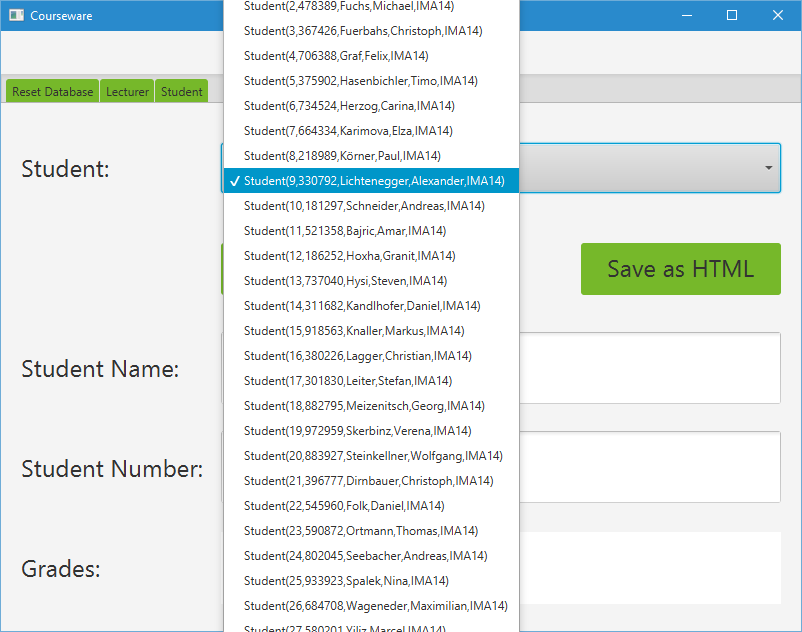 Courseware
Reset Database
Lecturer
Student
Student:
Student(2,478389,Fuchs,Michael,IMA14)
Student(3,367426,Fuerbahs,Christoph,IMA14)
Student(4,706388,Graf,Felix,IMA14)
Student(5,375902,Hasenbichler,Timo,IMA14)
Student(6,734524,Herzog,Carina,IMA14)
Student(7,664334,Karimova,Elza,IMA14)
Student(8,218989,Körner,Paul,IMA14)
Student(9,330792,Lichtenegger,Alexander,IMA14)
Student(10,181297,Schneider,Andreas,IMA14)
Student(11,521358,Bajric,Amar,IMA14)
Student(12,186252,Hoxha,Granit,IMA14)
Student(13,737040,Hysi,Steven,IMA14)
Student(14,311682,Kandlhofer,Daniel,IMA14)
Student(15,918563,Knaller,Markus,IMA14)
Student(16,380226,Lagger,Christian,IMA14)
Student(17,301830,Leiter,Stefan,IMA14)
Student(18,882795,Meizenitsch,Georg,IMA14)
Student(19,972959,Skerbinz,Verena,IMA14)
Student(20,883927,Steinkellner,Wolfgang,IMA14)
Student(21,396777,Dirnbauer,Christoph,IMA14)
Student(22,545960,Folk,Daniel,IMA14)
Student(23,590872,Ortmann,Thomas,IMA14)
Student(24,802045,Seebacher,Andreas,IMA14)
Student(25,933923,Spalek,Nina,IMA14)
Student(26,684708,Wageneder,Maximilian,IMA14)
Student(27,580201,Yiliz,Marcel,IMA14)
Save as HTML
Student Name:
Student Number:
Grades: